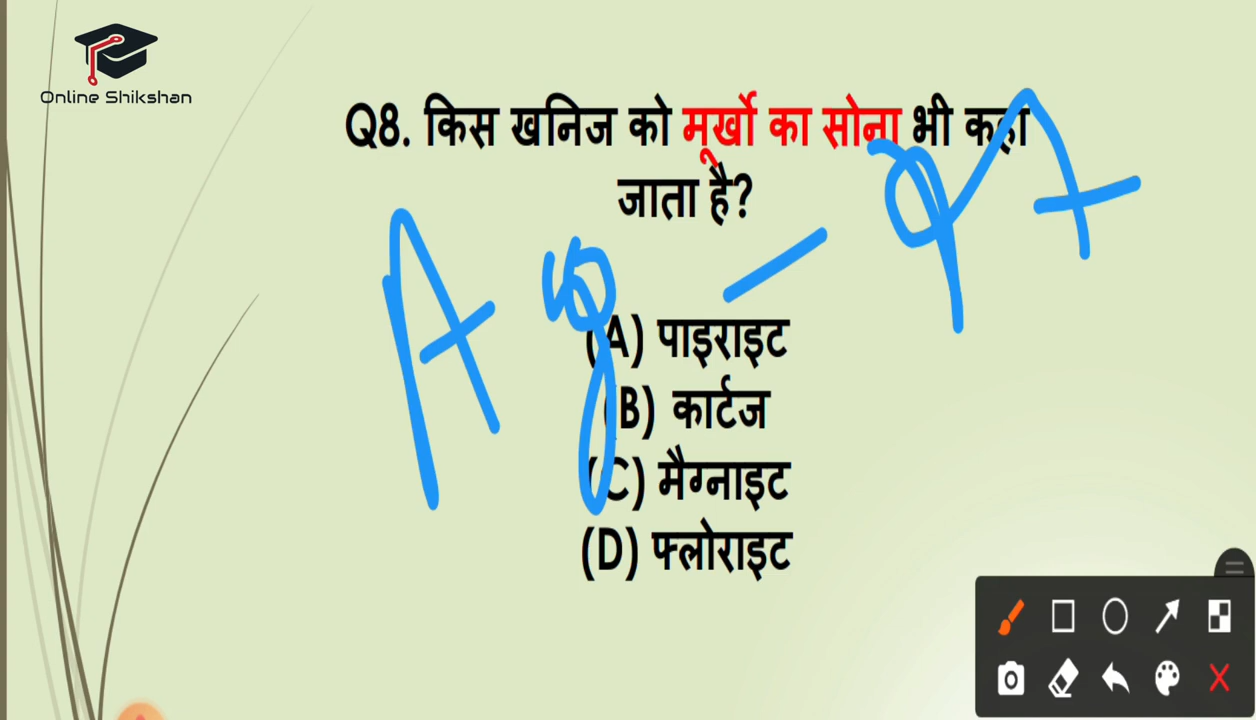 Online Shikshan
Q8. किस खनिज को मूर्खो का सोना भी कहा
जाता है?
Ag - 47
(A) पाइराइट
(B) कार्टज
(C) मैग्नाइट
(D) फ्लोराइट